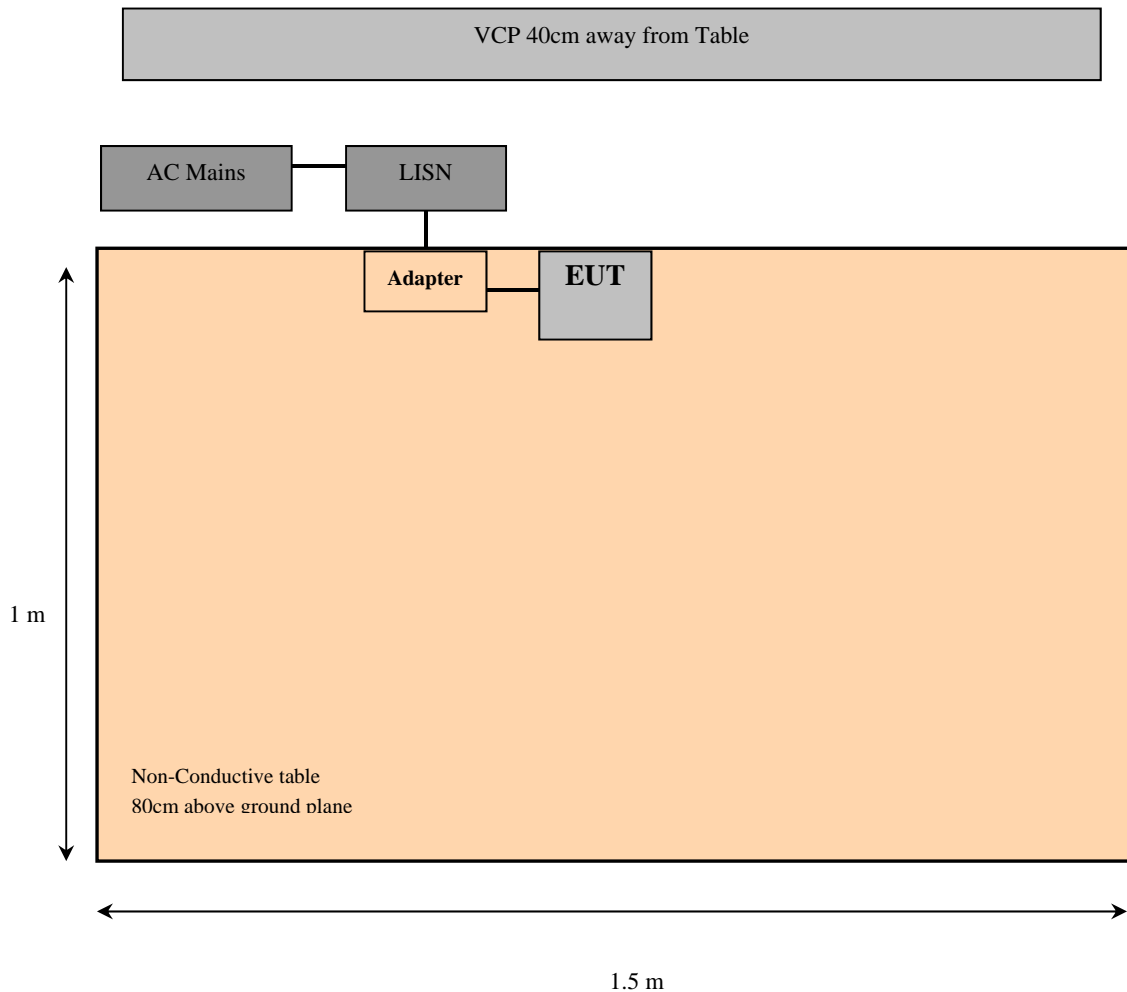 VCP 40cm away from Table
AC Mains
LISN
Adapter
EUT
1 m
Non-Conductive table
80cm above ground plane
1.5 m